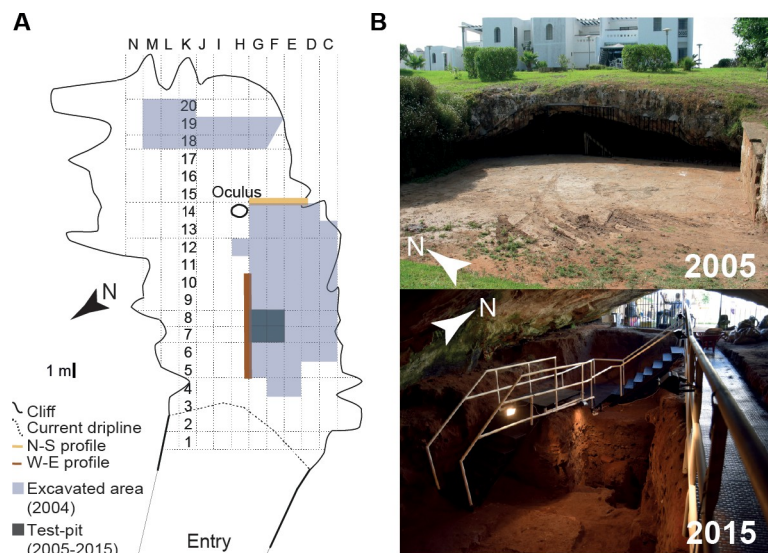 A
N M L K J I H G F E D C
20
19
18
17
16
15
Oculus
14
13
12
11
10
9
8
7
6
5
4
3
2
1
N
1 m
Cliff
Current dripline
N-S profile
W-E profile
Excavated area
(2004)
Test-pit
(2005-2015)
Entry
B
N
2005
N
2015